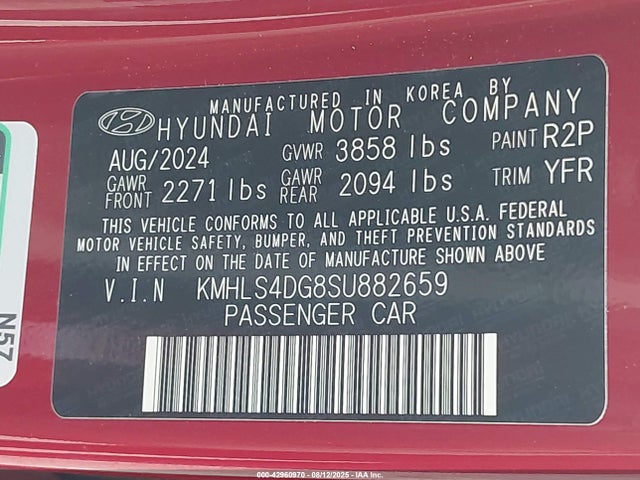 MANUFACTURED IN KOREA BY
HYUNDAI MOTOR COMPANY
AUG/2024 GVWR 3858 lbs PAINT R2P
GAWR FRONT 2271 lbs GAWR REAR 2094 lbs TRIM YFR
THIS VEHICLE CONFORMS TO ALL APPLICABLE U.S.A. FEDERAL
MOTOR VEHICLE SAFETY, BUMPER, AND THEFT PREVENTION STANDARDS
IN EFFECT ON THE DATE OF MANUFACTURE SHOWN ABOVE
V.I.N KMHLS4DG8SU882659
PASSENGER CAR
N57
000-42960970 - 08/12/2025 - IAA Inc.